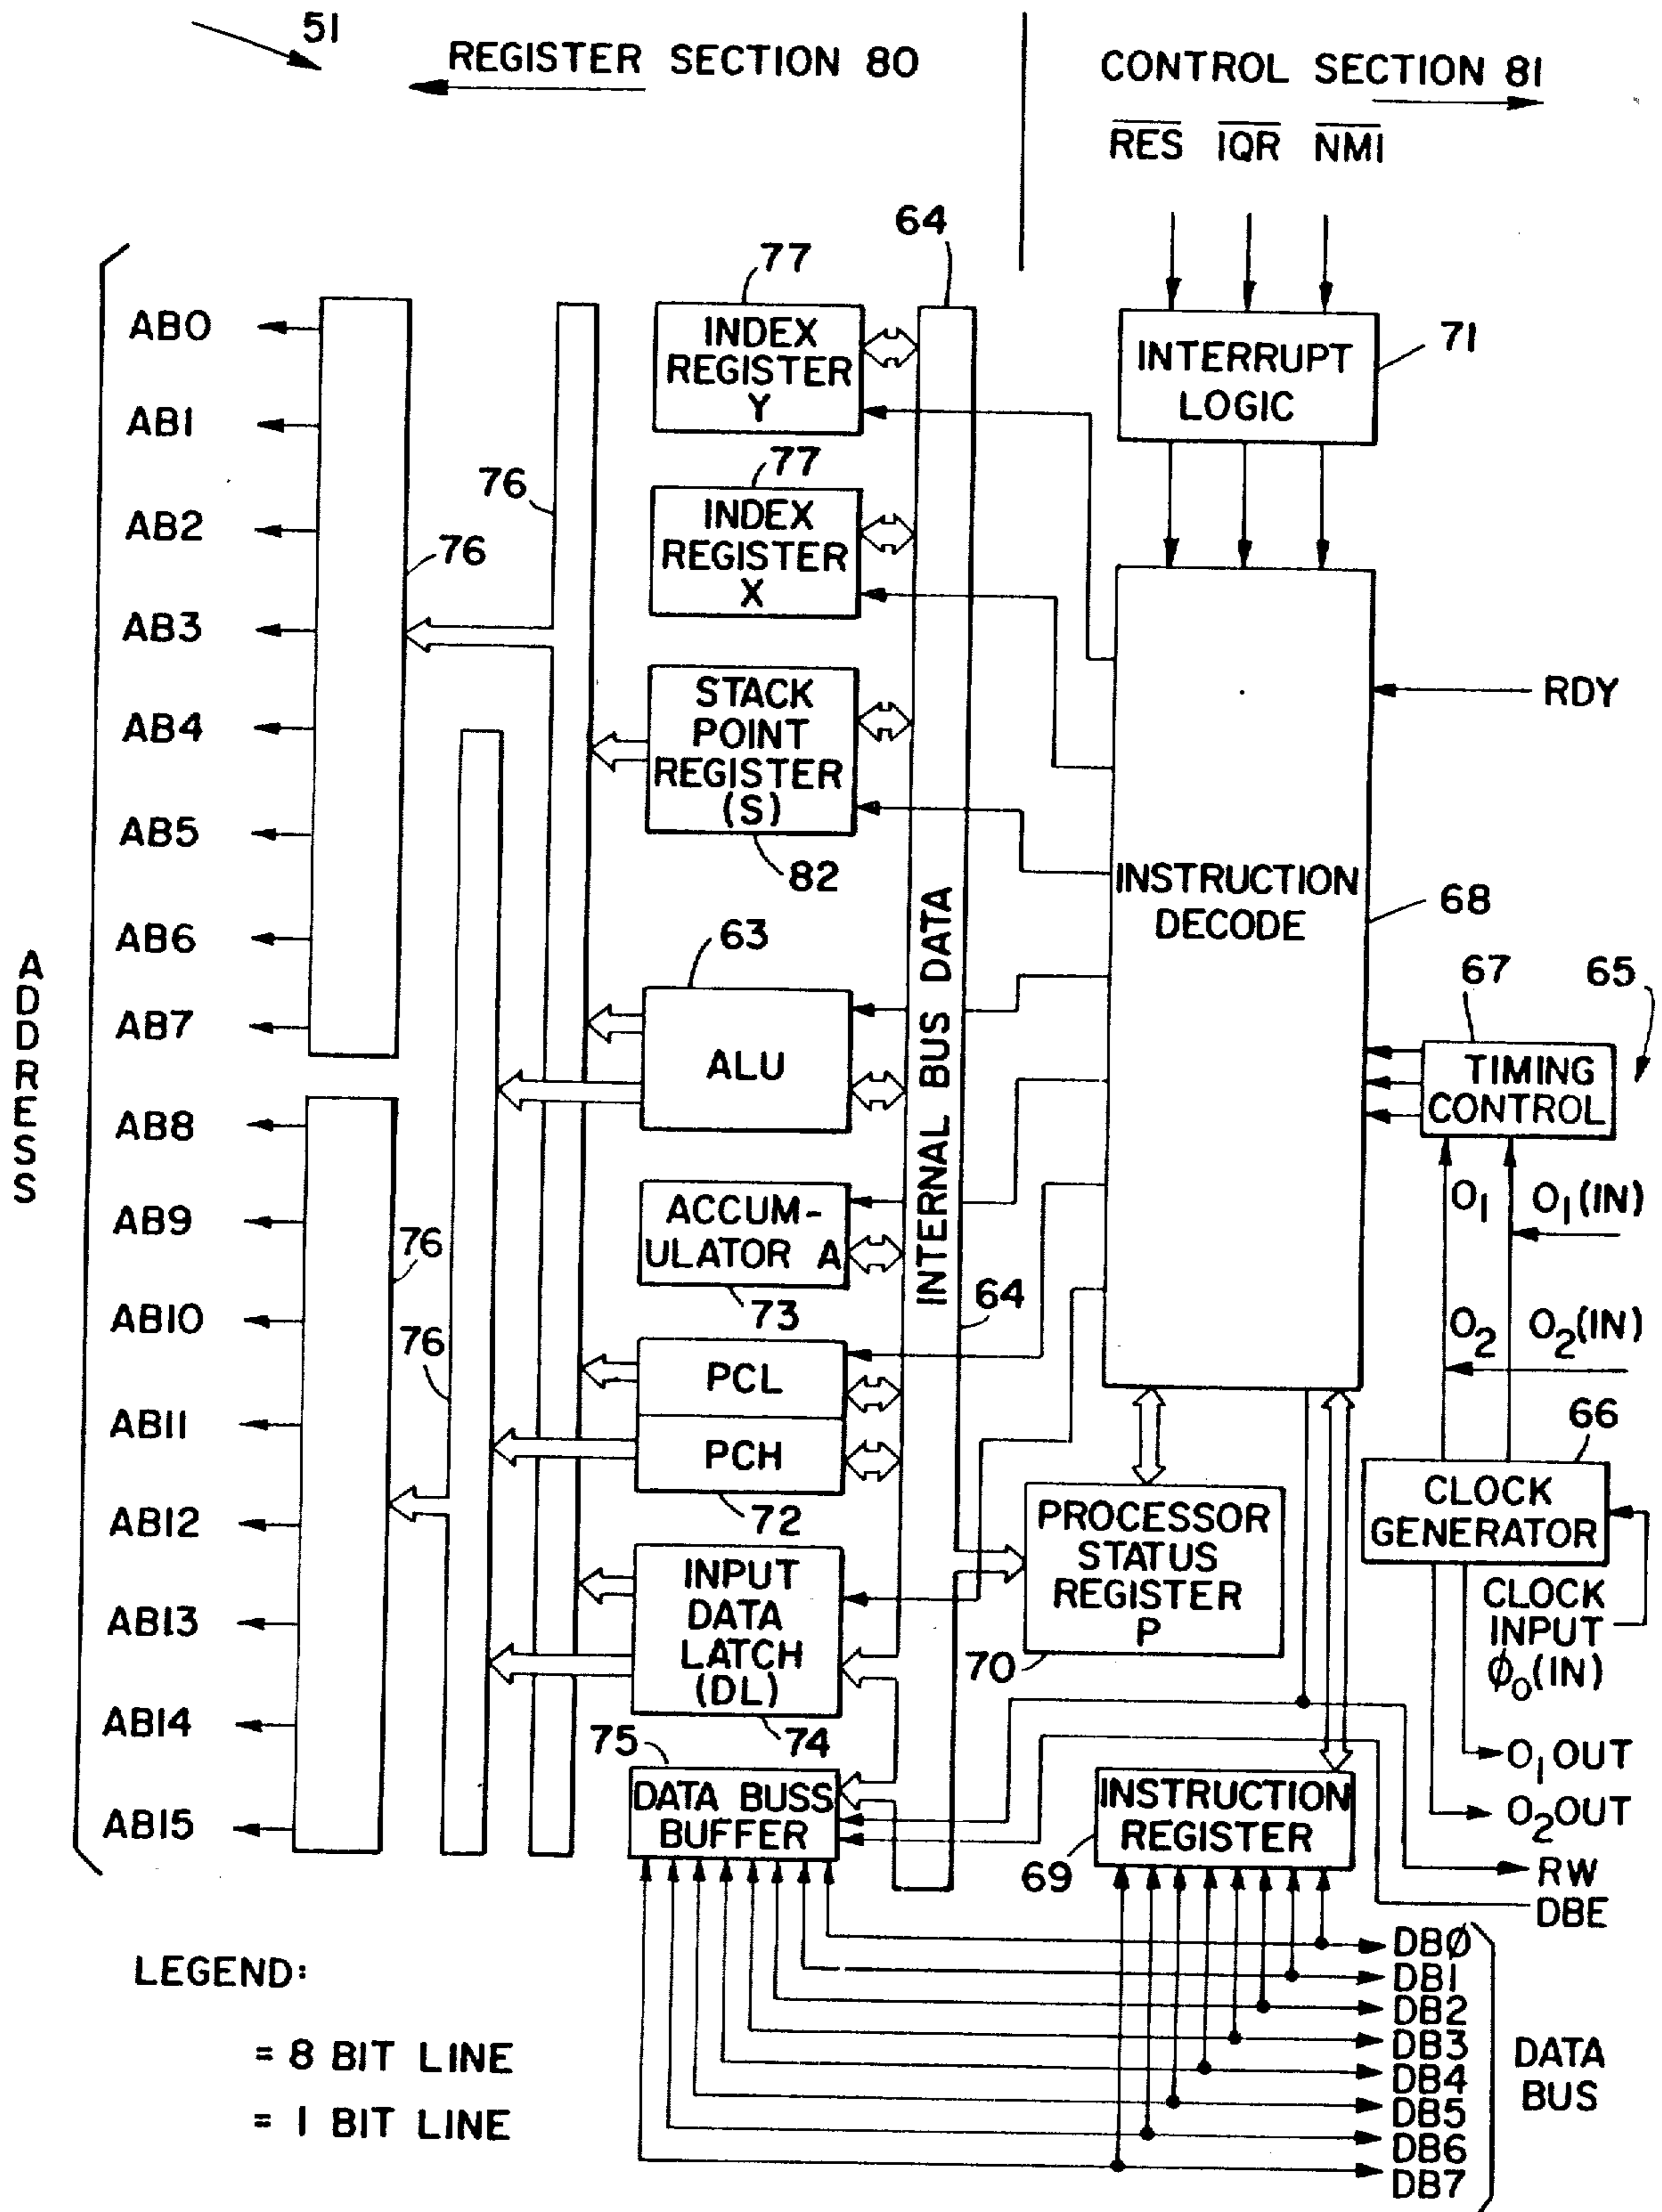 51
REGISTER SECTION 80
CONTROL SECTION 81
RES IQR NMI
64
77
INDEX
REGISTER
Y
INTERRUPT
LOGIC
71
77
INDEX
REGISTER
X
76
76
STACK
POINT
REGISTER
(S)
82
RDY
INSTRUCTION
DECODE
68
63
ALU
INTERNAL BUS DATA
64
67
65
TIMING
CONTROL
O1 O1(IN)
O2 O2(IN)
ACCUM-
ULATOR A
73
76
76
PCL
PCH
72
66
CLOCK
GENERATOR
CLOCK
INPUT
ϕ0(IN)
PROCESSOR
STATUS
REGISTER
P
70
INPUT
DATA
LATCH
(DL)
74
75
DATA BUSS
BUFFER
INSTRUCTION
REGISTER
69
O1OUT
O2OUT
RW
DBE
ADDRESS
AB0
AB1
AB2
AB3
AB4
AB5
AB6
AB7
AB8
AB9
AB10
AB11
AB12
AB13
AB14
AB15
DBØ
DB1
DB2
DB3
DB4
DB5
DB6
DB7
DATA
BUS
LEGEND:
= 8 BIT LINE
= 1 BIT LINE